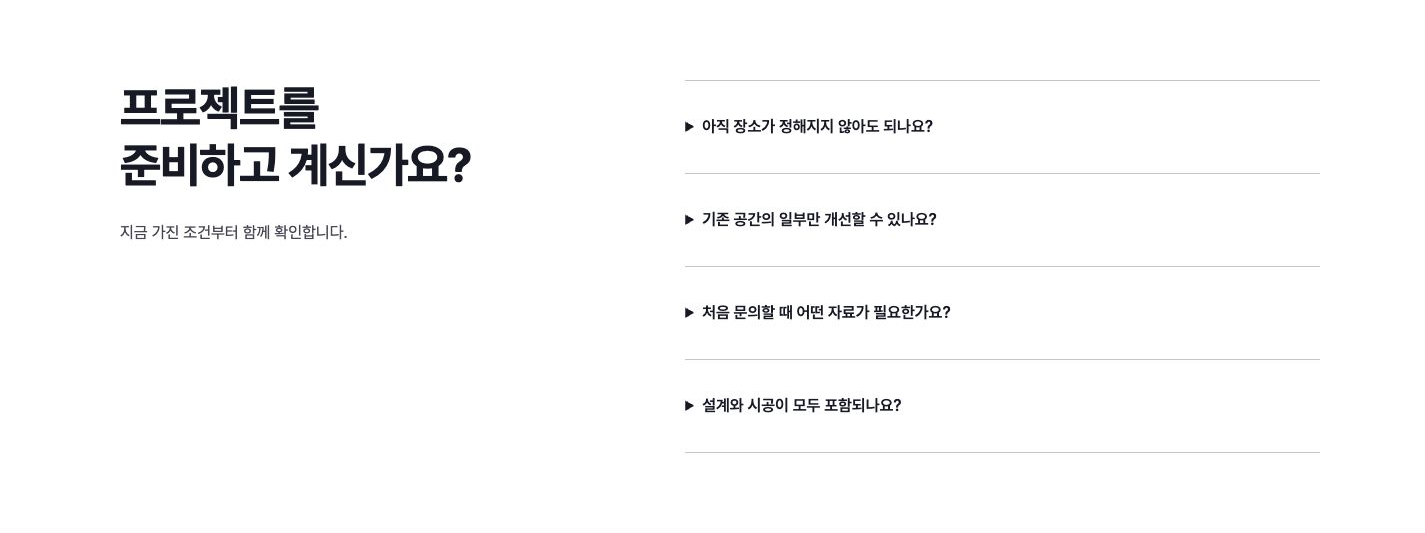 프로젝트를
준비하고 계신가요?
지금 가진 조건부터 함께 확인합니다.
아직 장소가 정해지지 않아도 되나요?
기존 공간의 일부만 개선할 수 있나요?
처음 문의할 때 어떤 자료가 필요한가요?
설계와 시공이 모두 포함되나요?